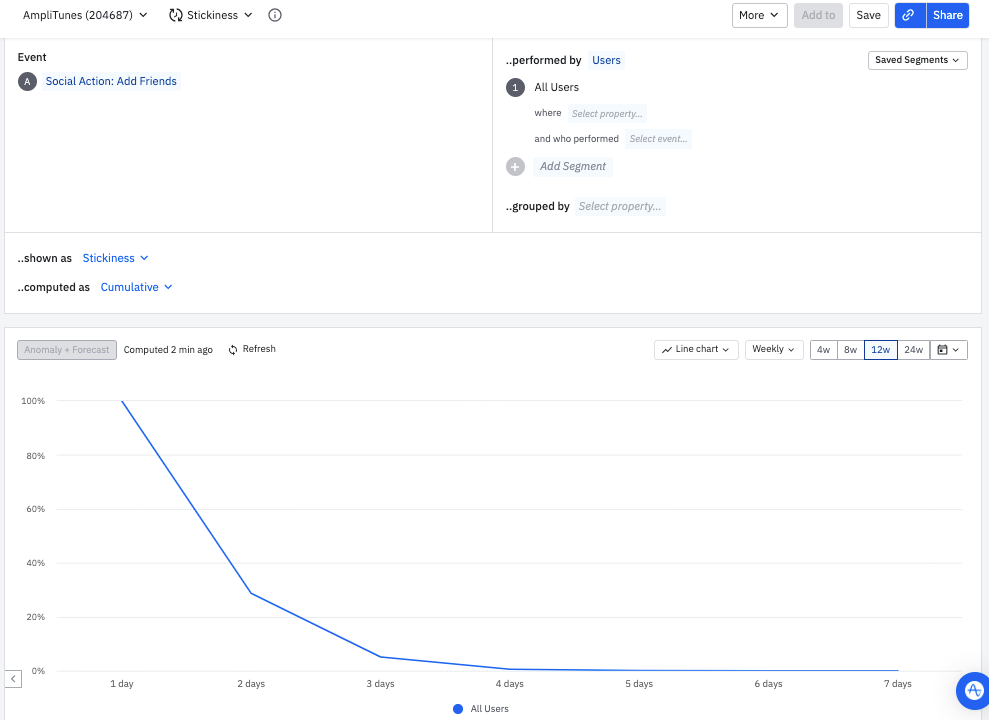 AmpliTunes (204687)
Stickiness
More
Add to
Save
Share
Event
A
Social Action: Add Friends
..performed by Users
Saved Segments
1
All Users
where Select property...
and who performed Select event...
Add Segment
..grouped by Select property...
..shown as Stickiness
..computed as Cumulative
Anomaly + Forecast
Computed 2 min ago
Refresh
Line chart
Weekly
4w
8w
12w
24w
100%
80%
60%
40%
20%
0%
1 day
2 days
3 days
4 days
5 days
6 days
7 days
All Users